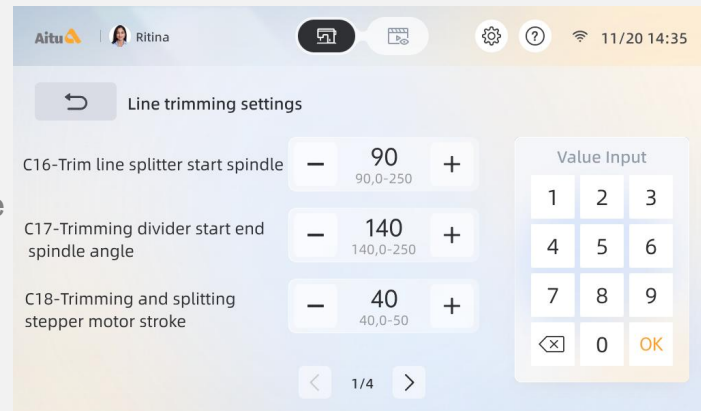 Aitu
Ritina
11/20 14:35
Line trimming settings
C16-Trim line splitter start spindle
90
90,0-250
C17-Trimming divider start end
spindle angle
140
140,0-250
C18-Trimming and splitting
stepper motor stroke
40
40,0-50
1/4
Value Input
1 2 3
4 5 6
7 8 9
0 OK